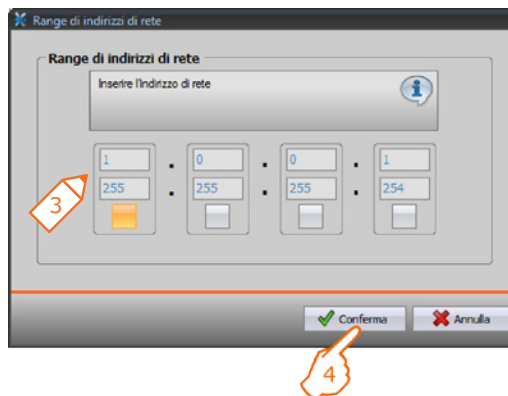 Range di indirizzi di rete
Range di indirizzi di rete
Inserire l'indirizzo di rete
1 . 0 . 0 . 1
255 . 255 . 255 . 254
3
Conferma Annulla
4